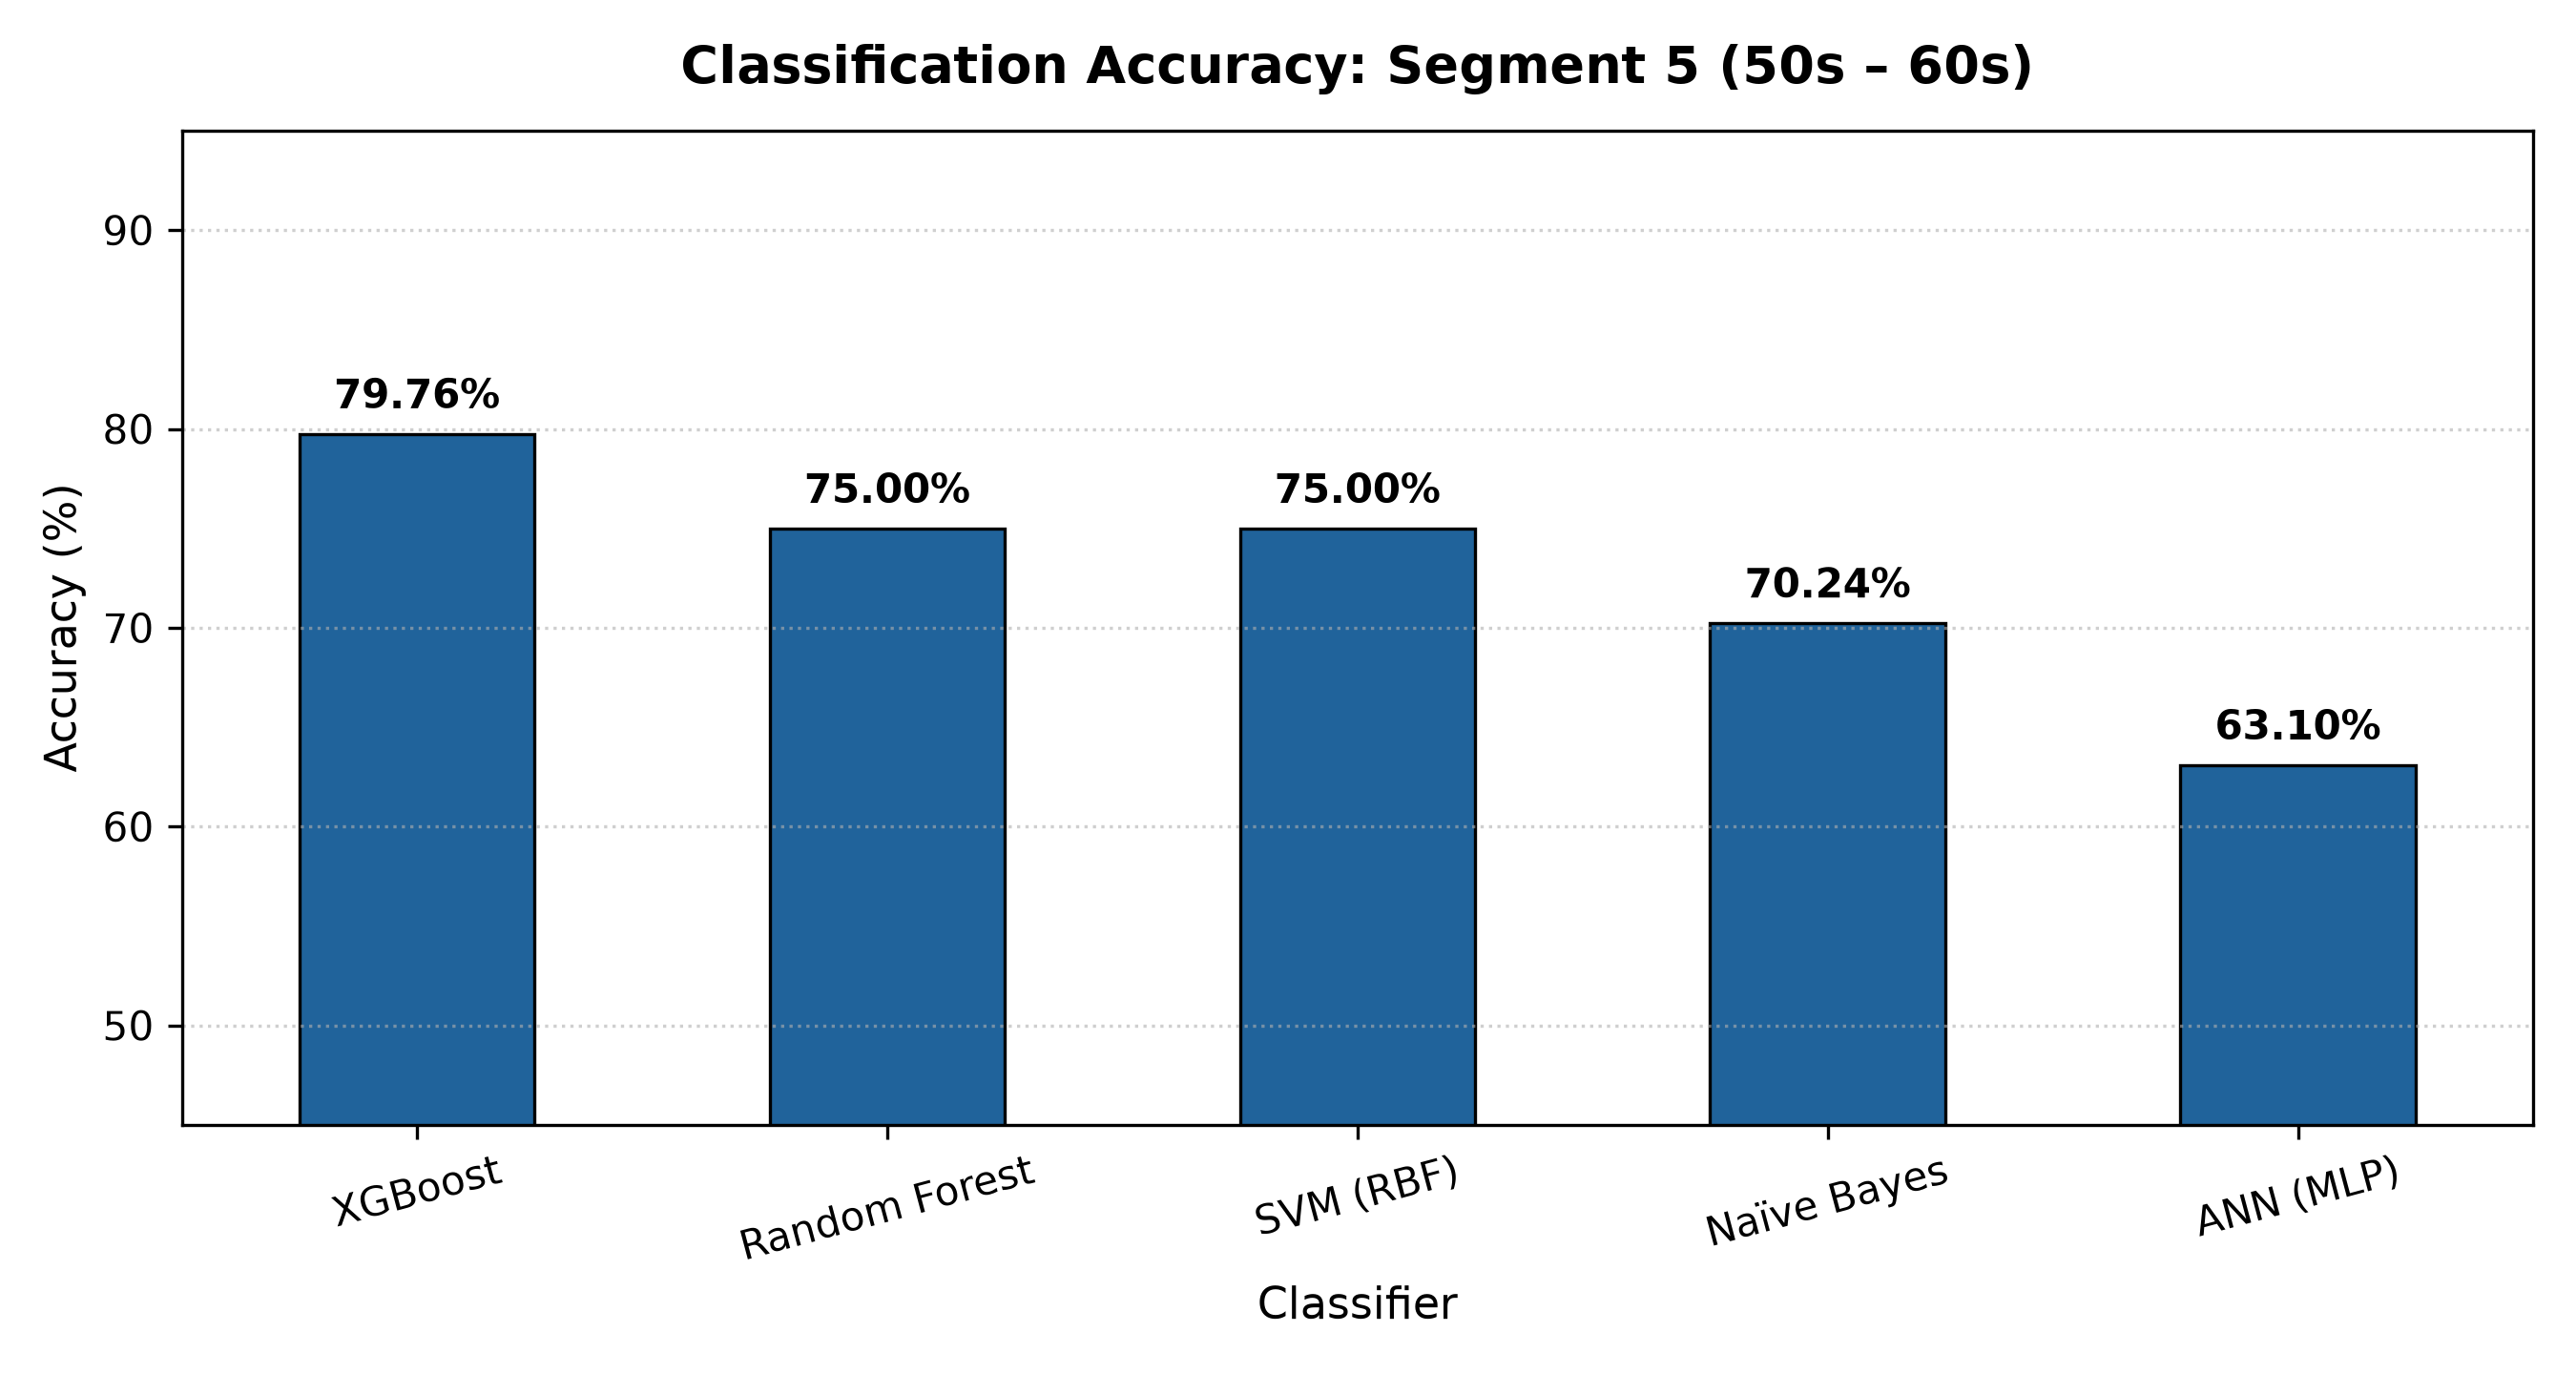 Classification Accuracy: Segment 5 (50s – 60s)
Accuracy (%)
90
80
70
60
50
79.76%
75.00%
75.00%
70.24%
63.10%
XGBoost
Random Forest
SVM (RBF)
Naïve Bayes
ANN (MLP)
Classifier